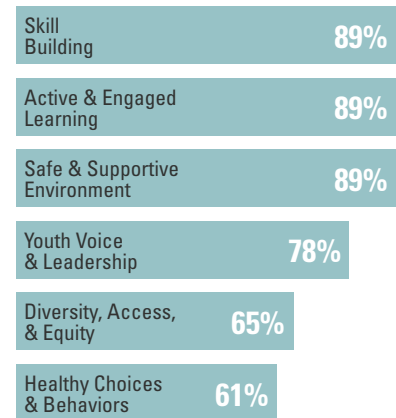 Skill
Building
89%
Active & Engaged
Learning
89%
Safe & Supportive
Environment
89%
Youth Voice
& Leadership
78%
Diversity, Access,
& Equity
65%
Healthy Choices
& Behaviors
61%